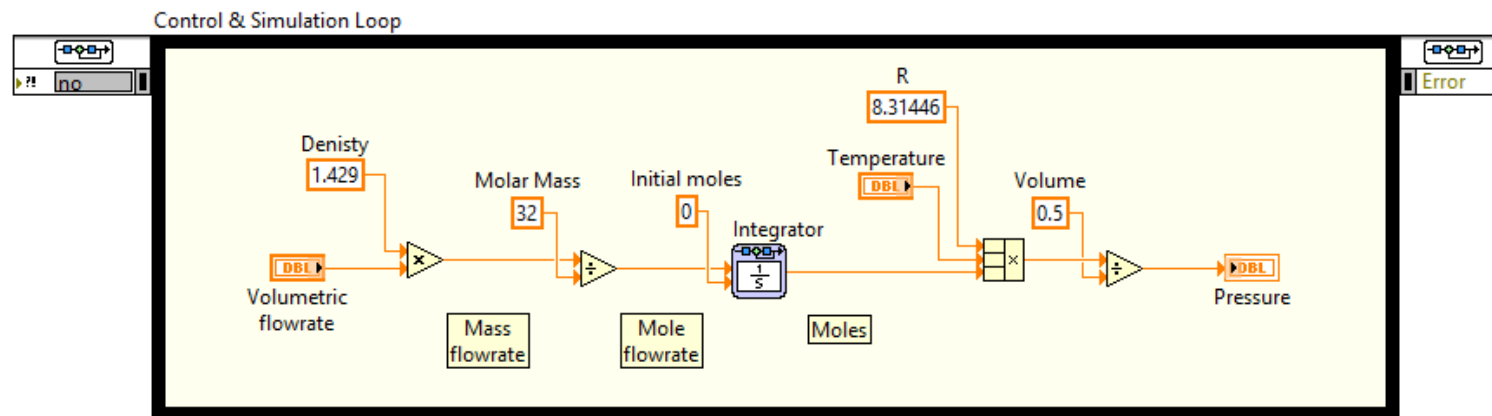 Control & Simulation Loop
?!
no
Error
R
8.31446
Denisty
1.429
Temperature
DBL
Molar Mass
32
Initial moles
0
Volume
0.5
Integrator
1
S
×
÷
×
÷
DBL
DBL
Volumetric
flowrate
Pressure
Mass
flowrate
Mole
flowrate
Moles